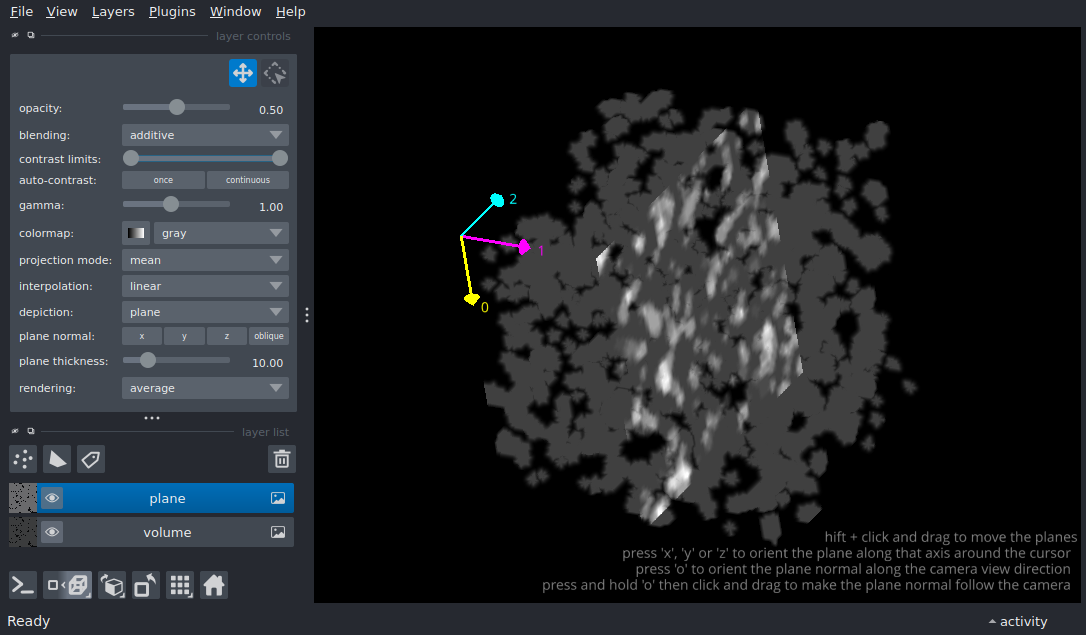 File View Layers Plugins Window Help
layer controls
opacity: 0.50
blending: additive
contrast limits:
auto-contrast: once continuous
gamma: 1.00
colormap: gray
projection mode: mean
interpolation: linear
depiction: plane
plane normal: x y z oblique
plane thickness: 10.00
rendering: average
layer list
plane
volume
2
1
0
hift + click and drag to move the planes
press 'x', 'y' or 'z' to orient the plane along that axis around the cursor
press 'o' to orient the plane normal along the camera view direction
press and hold 'o' then click and drag to make the plane normal follow the camera
Ready
activity